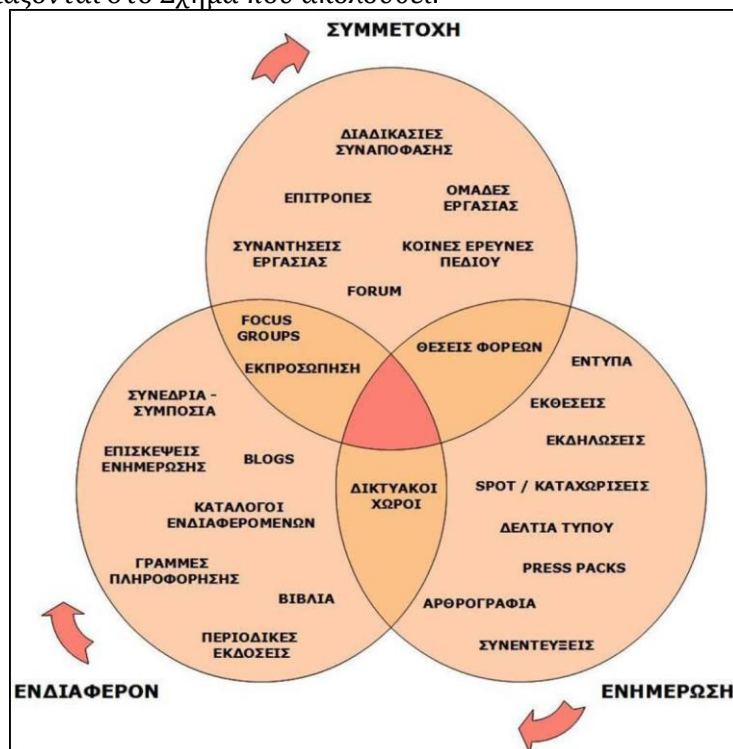 ΣΥΜΜΕΤΟΧΗ
ΔΙΑΔΙΚΑΣΙΕΣ
ΣΥΝΑΠΟΦΑΣΗΣ
ΕΠΙΤΡΟΠΕΣ
ΟΜΑΔΕΣ
ΕΡΓΑΣΙΑΣ
ΣΥΝΑΝΤΗΣΕΙΣ
ΕΡΓΑΣΙΑΣ
ΚΟΙΝΕΣ ΕΡΕΥΝΕΣ
ΠΕΔΙΟΥ
FORUM
FOCUS
GROUPS
ΕΚΠΡΟΣΩΠΗΣΗ
ΘΕΣΕΙΣ ΦΟΡΕΩΝ
ΣΥΝΕΔΡΙΑ -
ΣΥΜΠΟΣΙΑ
ΕΠΙΣΚΕΨΕΙΣ
ΕΝΗΜΕΡΩΣΗΣ
BLOGS
ΚΑΤΑΛΟΓΟΙ
ΕΝΔΙΑΦΕΡΟΜΕΝΩΝ
ΓΡΑΜΜΕΣ
ΠΛΗΡΟΦΟΡΗΣΗΣ
ΒΙΒΛΙΑ
ΠΕΡΙΟΔΙΚΕΣ
ΕΚΔΟΣΕΙΣ
ΔΙΚΤΥΑΚΟΙ
ΧΩΡΟΙ
ΕΝΤΥΠΑ
ΕΚΘΕΣΕΙΣ
ΕΚΔΗΛΩΣΕΙΣ
SPOT / ΚΑΤΑΧΩΡΙΣΕΙΣ
ΔΕΛΤΙΑ ΤΥΠΟΥ
PRESS PACKS
ΑΡΘΡΟΓΡΑΦΙΑ
ΣΥΝΕΝΤΕΥΞΕΙΣ
ΕΝΔΙΑΦΕΡΟΝ
ΕΝΗΜΕΡΩΣΗ